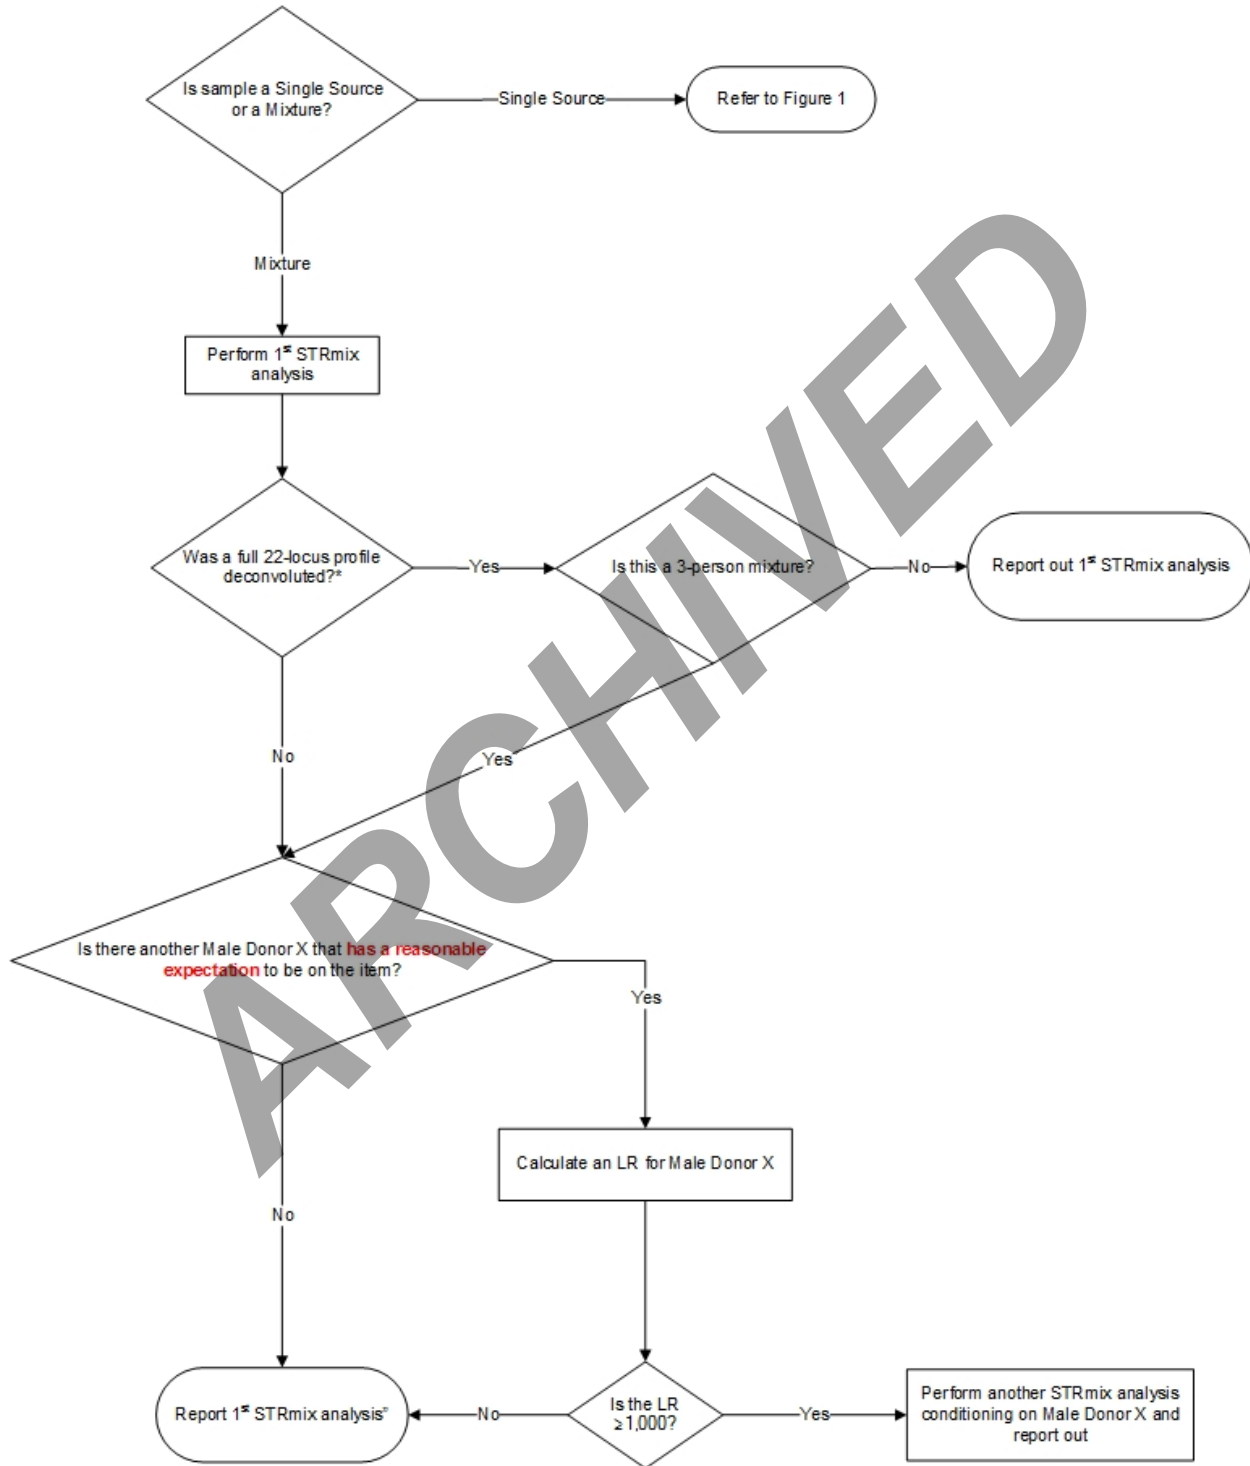 Is sample a Single Source
or a Mixture?
Single Source
Refer to Figure 1
Mixture
Perform 1st STRmix
analysis
Was a full 22-locus profile
deconvoluted?*
Yes
Is this a 3-person mixture?
No
Report out 1st STRmix analysis
No
Yes
Is there another Male Donor X that has a reasonable
expectation to be on the item?
Yes
Calculate an LR for Male Donor X
No
Report 1st STRmix analysis"
No
Is the LR
≥1,000?
Yes
Perform another STRmix analysis
conditioning on Male Donor X and
report out
ARCHIVED